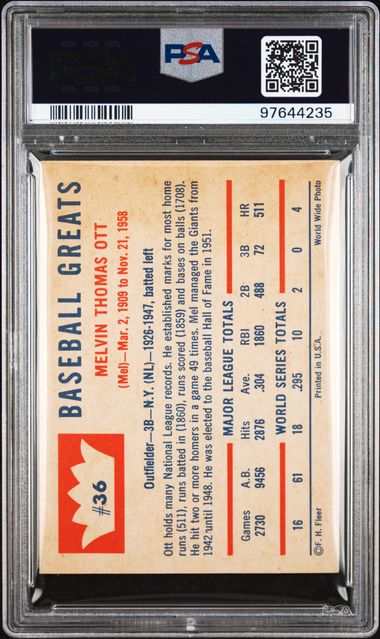 PSA
97644235
#36
BASEBALL GREATS
MELVIN THOMAS OTT
(Mel)—Mar. 2, 1909 to Nov. 21, 1958
Outfielder—3B—N.Y. (NL)—1926-1947, batted left
Ott holds many National League records. He established marks for most home
runs (511), runs batted in (1860), runs scored (1859) and bases on balls (1708).
He hit two or more homers in a game 49 times. Mel managed the Giants from
1942 until 1948. He was elected to the baseball Hall of Fame in 1951.
MAJOR LEAGUE TOTALS
Games A.B. Hits Ave. RBI 2B 3B HR
2730 9456 2876 .304 1860 488 72 511
WORLD SERIES TOTALS
16 61 18 .295 10 2 0 4
©F. H. Fleer Printed in U.S.A. World Wide Photo